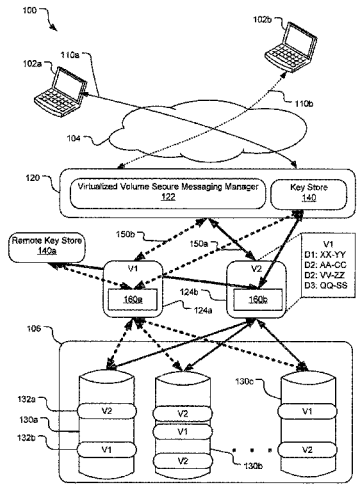 100
102b
102a
110a
110b
104
120
Virtualized Volume Secure Messaging Manager
122
Key Store
140
Remote Key Store
140a
150b
150a
V1
V2
160a
160b
124b
124a
V1
D1: XX-YY
D2: AA-CC
D2: VV-ZZ
D3: QQ-SS
106
130c
132a
130a
132b
V2
V1
V2
V1
V2
130b
V1
V2